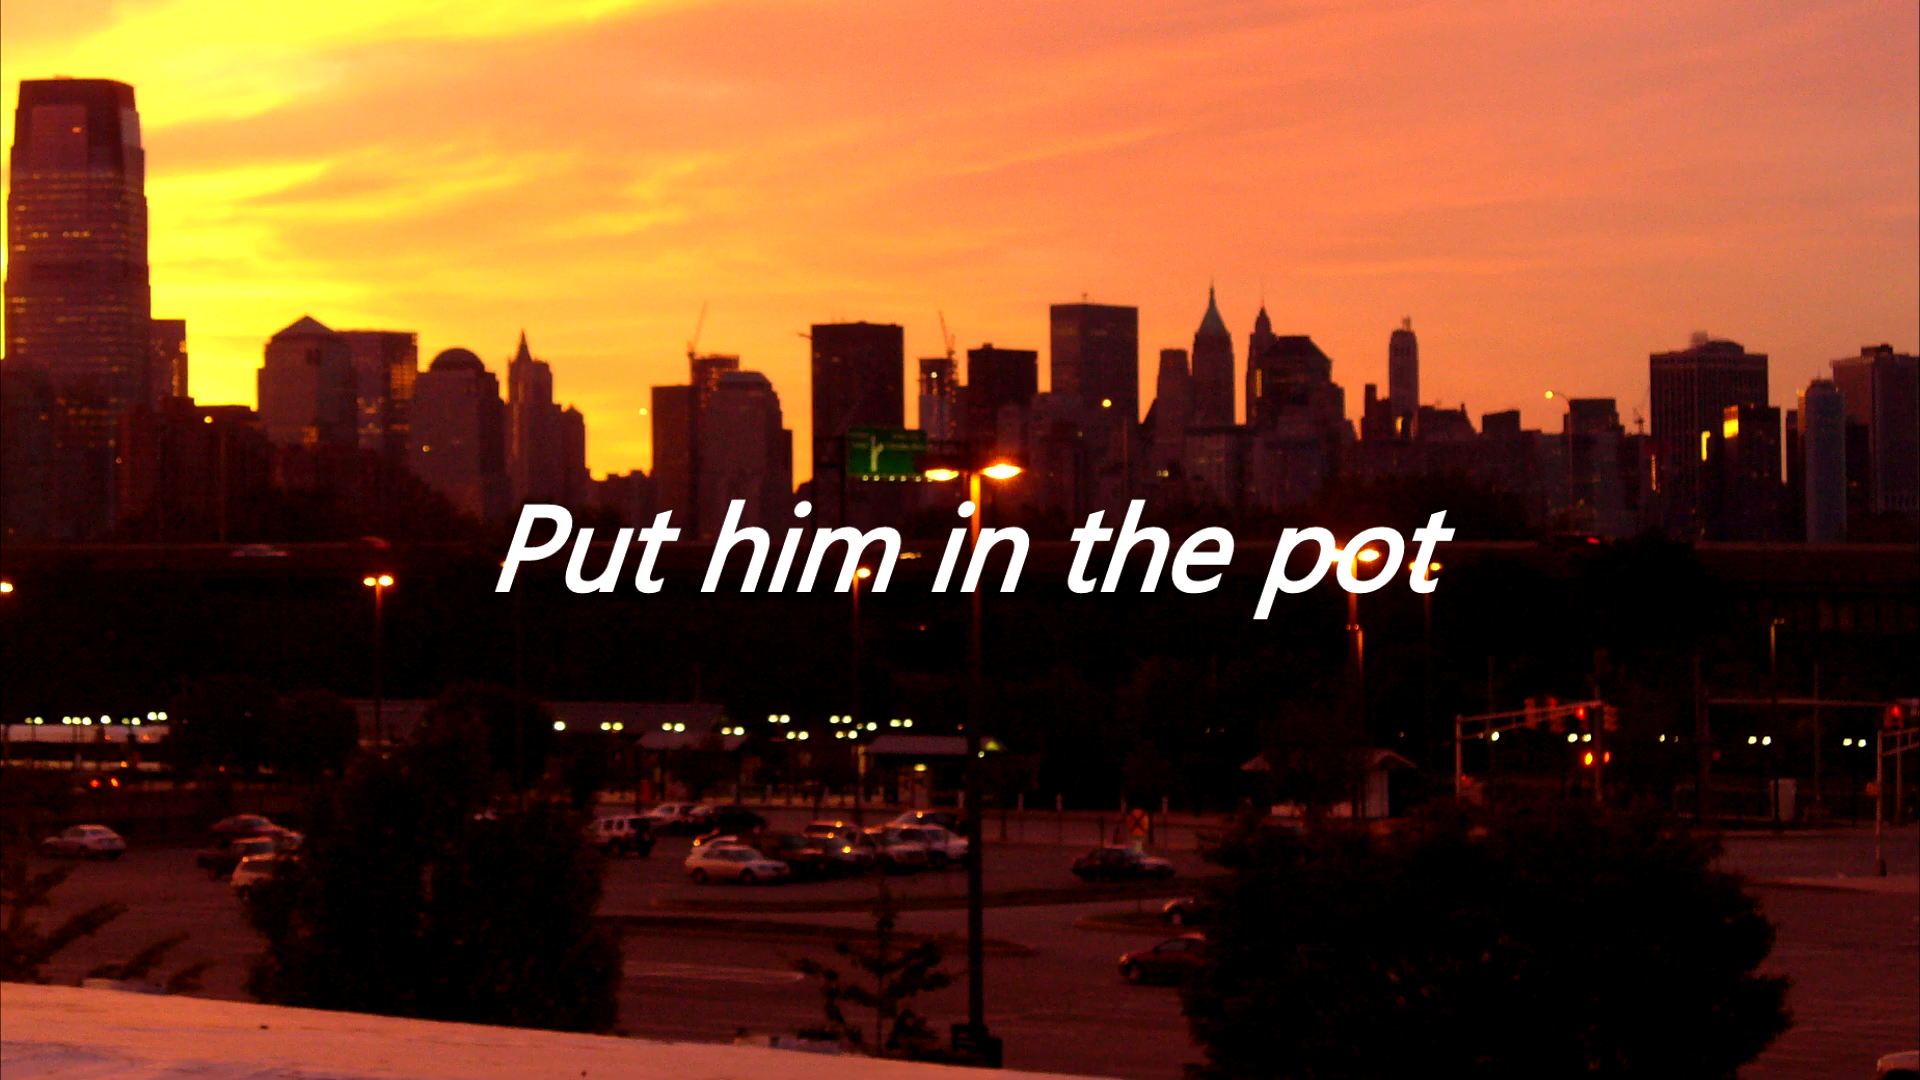 Put him in the pot